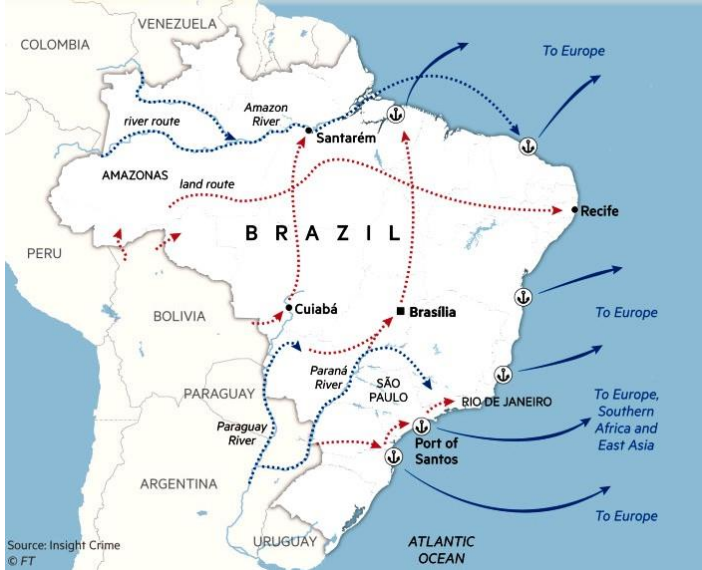 VENEZUELA
COLOMBIA
To Europe
Amazon
River
river route
Santarém
AMAZONAS
land route
Recife
BRAZIL
PERU
Cuiabá
Brasília
BOLIVIA
To Europe
Paraná
River
SÃO
PAULO
PARAGUAY
RIO DE JANEIRO
To Europe,
Southern
Africa and
East Asia
Paraguay
River
Port of
Santos
ARGENTINA
To Europe
URUGUAY
ATLANTIC
OCEAN
Source: Insight Crime
© FT